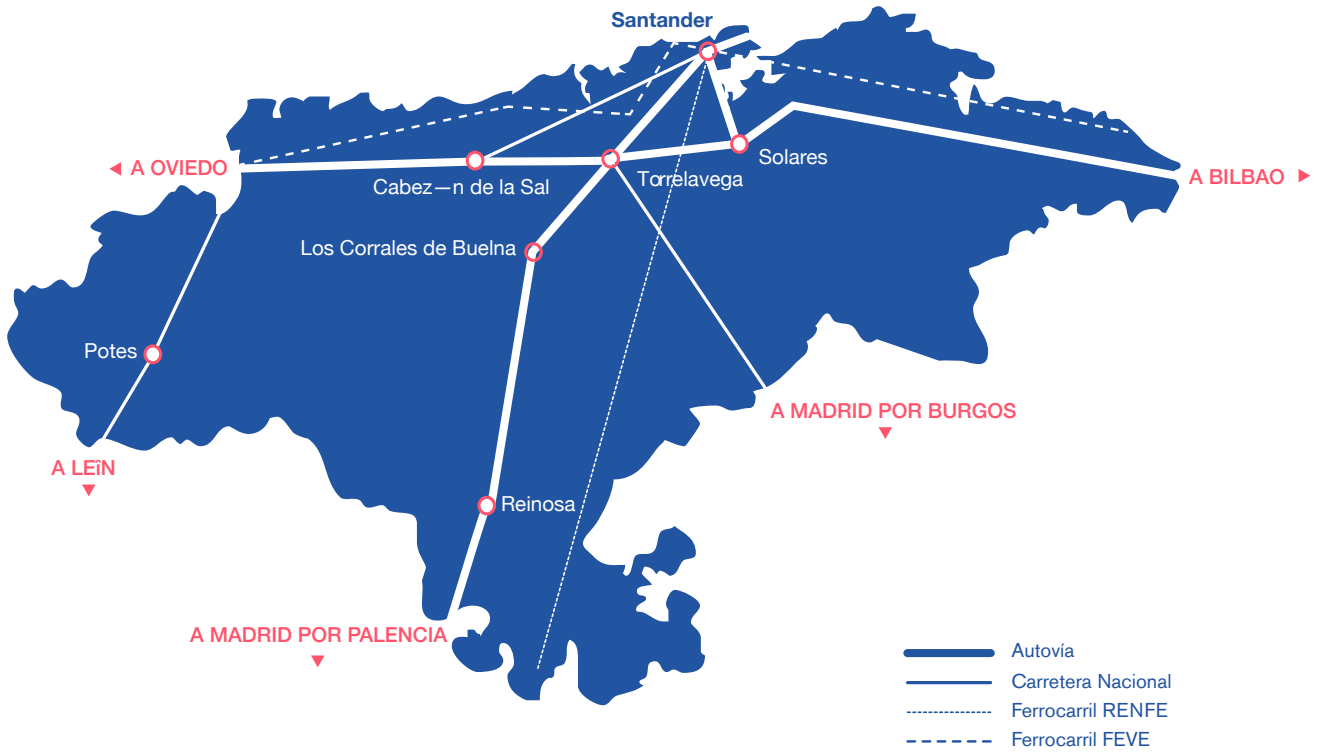 Santander
Solares
A OVIEDO
Torrelavega
A BILBAO
Cabez—n de la Sal
Los Corrales de Buelna
Potes
A MADRID POR BURGOS
A LEîN
Reinosa
A MADRID POR PALENCIA
Autovía
Carretera Nacional
Ferrocarril RENFE
Ferrocarril FEVE